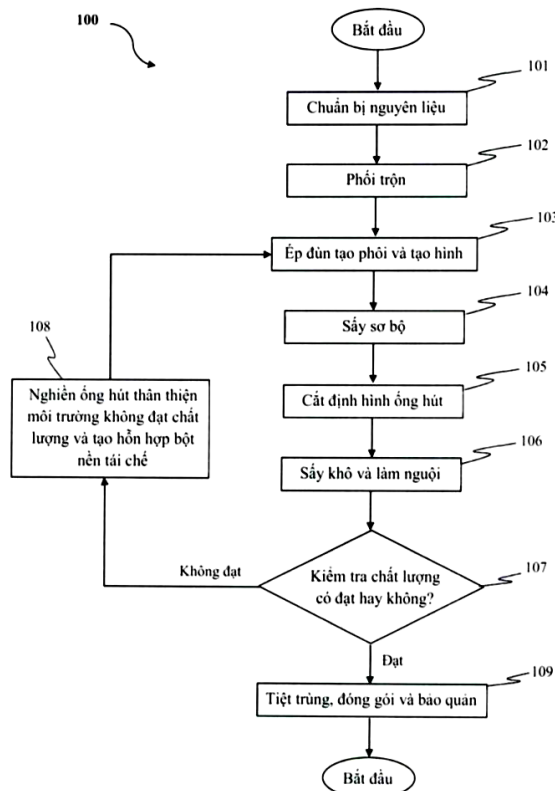 100
Bắt đầu
101
Chuẩn bị nguyên liệu
102
Phối trộn
103
Ép đùn tạo phôi và tạo hình
104
Sấy sơ bộ
105
Cắt định hình ống hút
106
Sấy khô và làm nguội
108
Nghiền ống hút thân thiện
môi trường không đạt chất
lượng và tạo hỗn hợp bột
nền tái chế
Không đạt
Kiểm tra chất lượng
có đạt hay không?
107
Đạt
109
Tiệt trùng, đóng gói và bảo quản
Bắt đầu